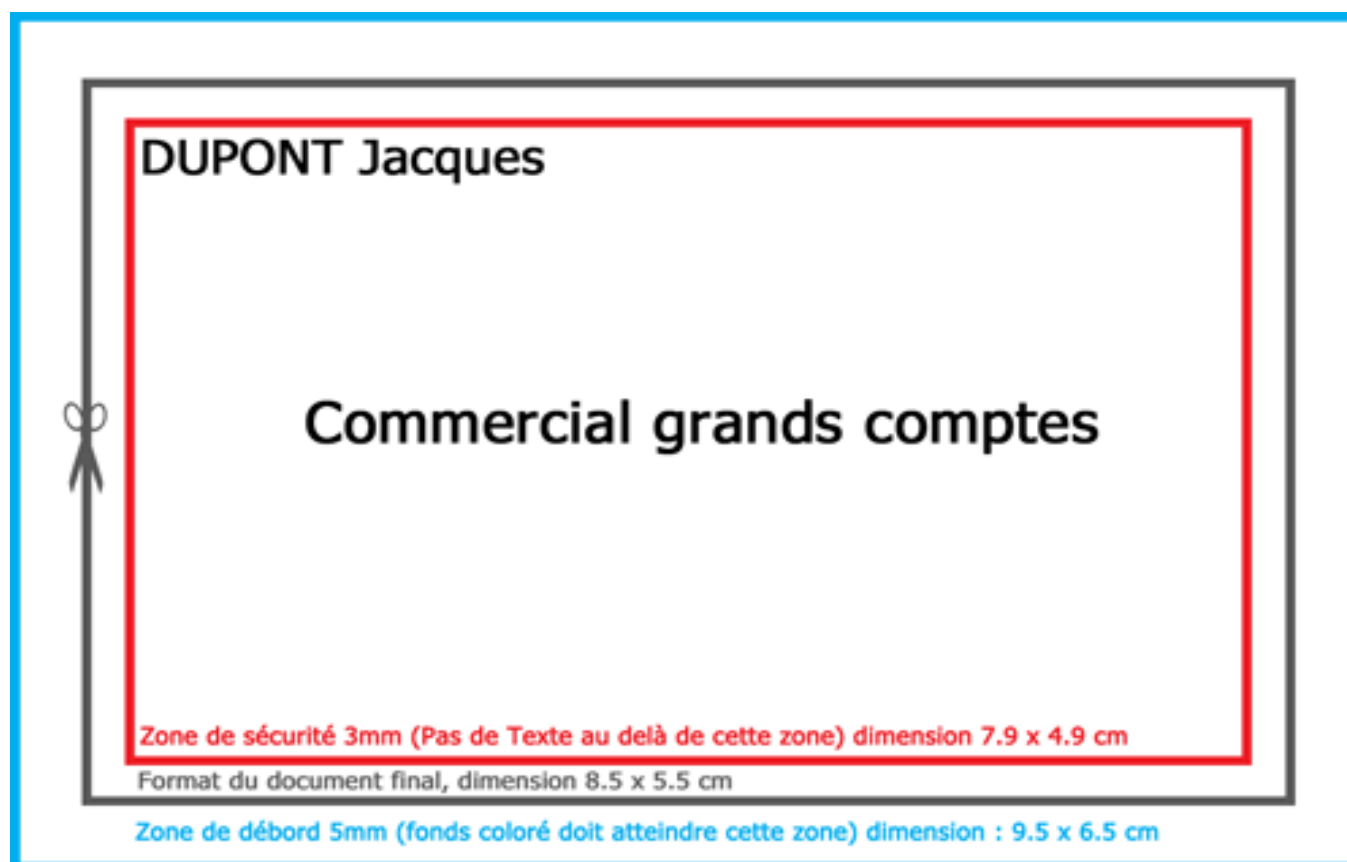 DUPONT Jacques
Commercial grands comptes
Zone de sécurité 3mm (Pas de Texte au delà de cette zone) dimension 7.9 x 4.9 cm
Format du document final, dimension 8.5 x 5.5 cm
Zone de débord 5mm (fonds coloré doit atteindre cette zone) dimension : 9.5 x 6.5 cm